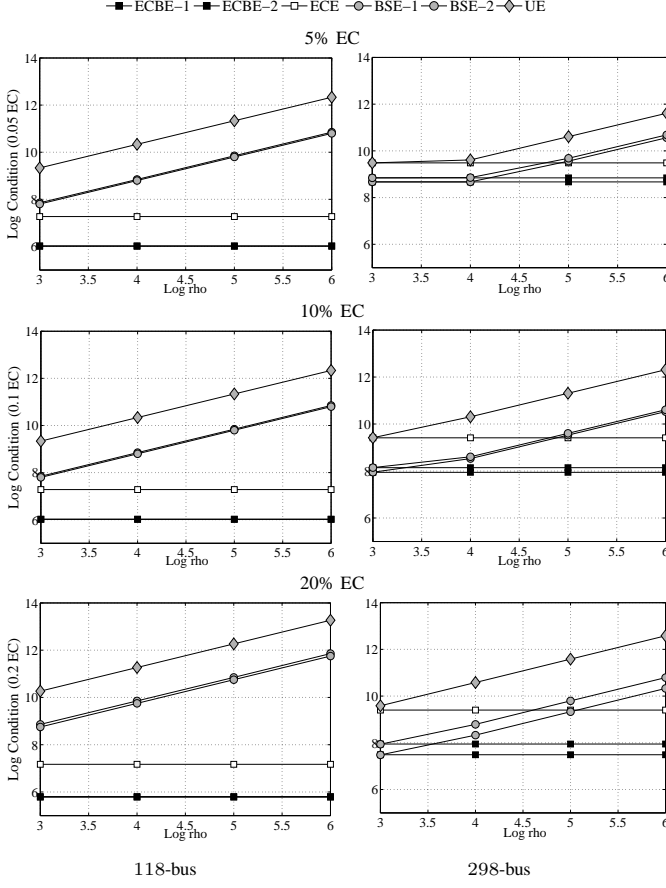 ECBE−1 ECBE−2 ECE BSE−1 BSE−2 UE
5% EC
Log Condition (0.05 EC)
14
12
10
8
6
3 3.5 4 4.5 5 5.5 6
Log rho
14
12
10
8
6
3 3.5 4 4.5 5 5.5 6
Log rho
10% EC
Log Condition (0.1 EC)
14
12
10
8
6
3 3.5 4 4.5 5 5.5 6
Log rho
14
12
10
8
6
3 3.5 4 4.5 5 5.5 6
Log rho
20% EC
Log Condition (0.2 EC)
14
12
10
8
6
3 3.5 4 4.5 5 5.5 6
Log rho
14
12
10
8
6
3 3.5 4 4.5 5 5.5 6
Log rho
118-bus 298-bus